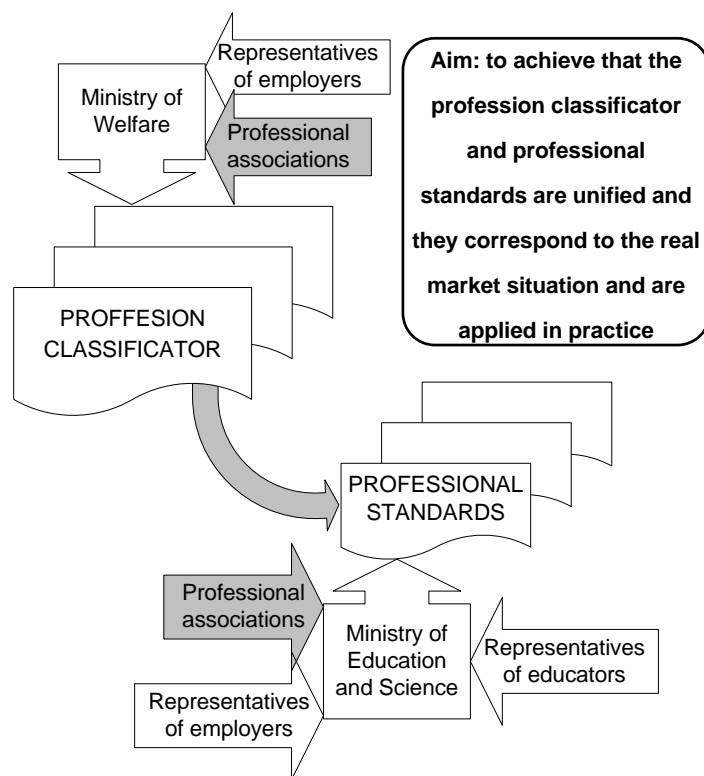 Representatives
of employers
Ministry of
Welfare
Professional
associations
Aim: to achieve that the
profession classificator
and professional
standards are unified and
they correspond to the real
market situation and are
applied in practice
PROFFESION
CLASSIFICATOR
PROFESSIONAL
STANDARDS
Professional
associations
Ministry of
Education
and Science
Representatives
of educators
Representatives
of employers